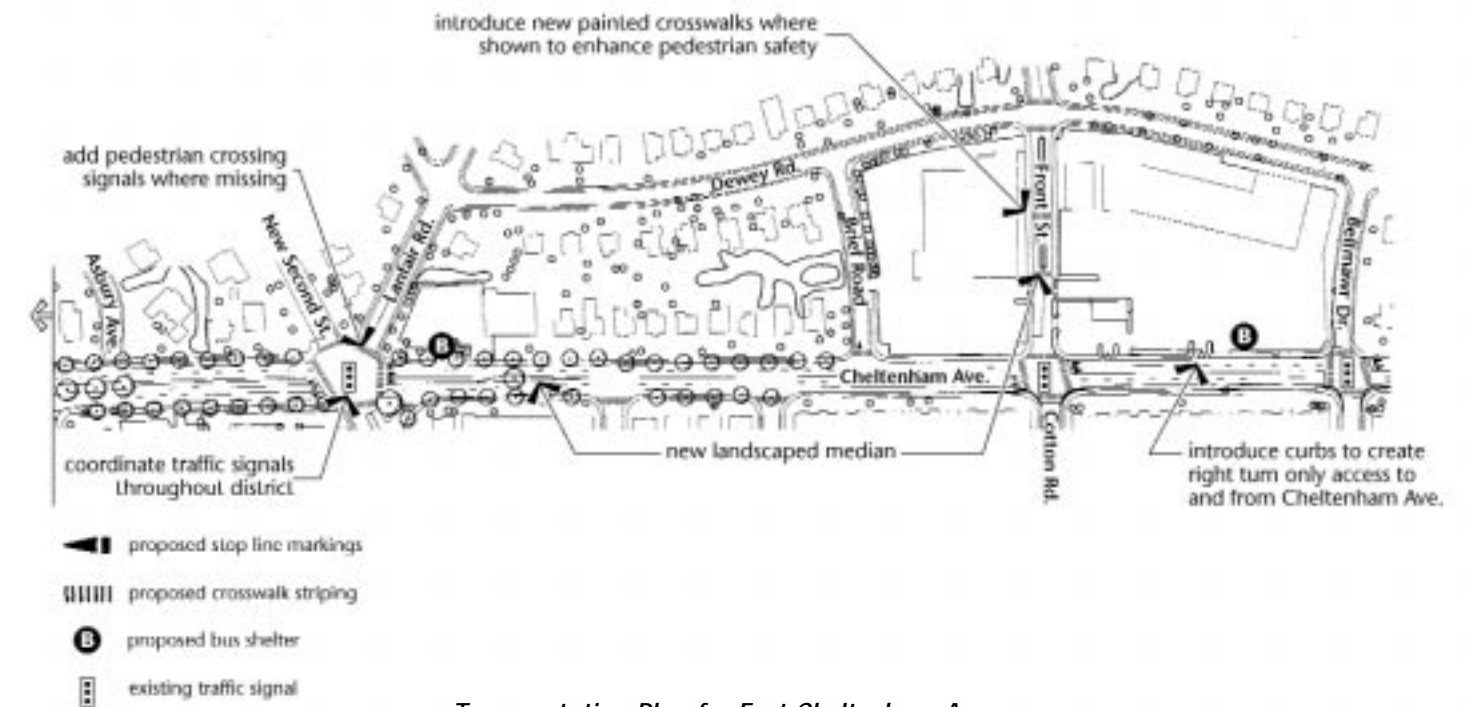 introduce new painted crosswalks where
shown to enhance pedestrian safety
add pedestrian crossing
signals where missing
Dewey Rd.
Front St.
New Second St.
Lanfair Rd.
Asbury Ave.
Brief Road
Bellmawr Dr.
B
B
Cheltenham Ave.
Cotton Rd.
coordinate traffic signals
throughout district
new landscaped median
introduce curbs to create
right turn only access to
and from Cheltenham Ave.
proposed stop line markings
proposed crosswalk striping
B proposed bus shelter
existing traffic signal